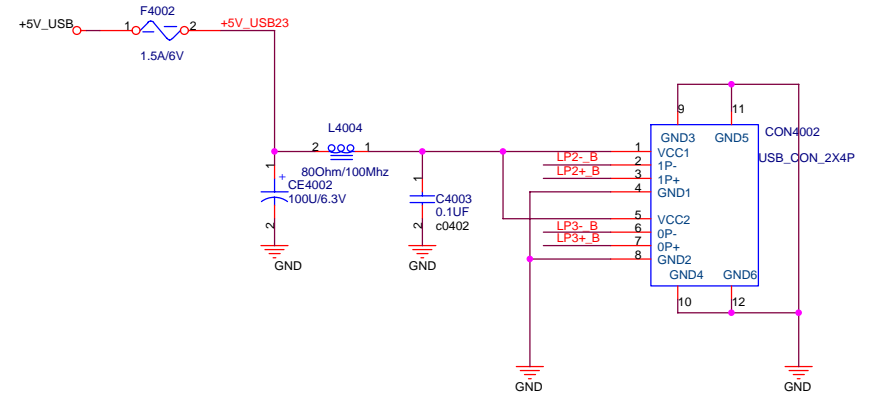 F4002
+5V_USB
1
2
+5V_USB23
1.5A/6V
9
11
L4004
GND3
GND5
CON4002
2
1
1
VCC1
USB_CON_2X4P
LP2-_B
2
1P-
1
80Ohm/100Mhz
LP2+_B
3
1P+
+
CE4002
1
4
GND1
100U/6.3V
C4003
0.1UF
5
VCC2
2
2
c0402
LP3-_B
6
0P-
LP3+_B
7
0P+
8
GND2
GND
GND
GND4
GND6
10
12
GND
GND